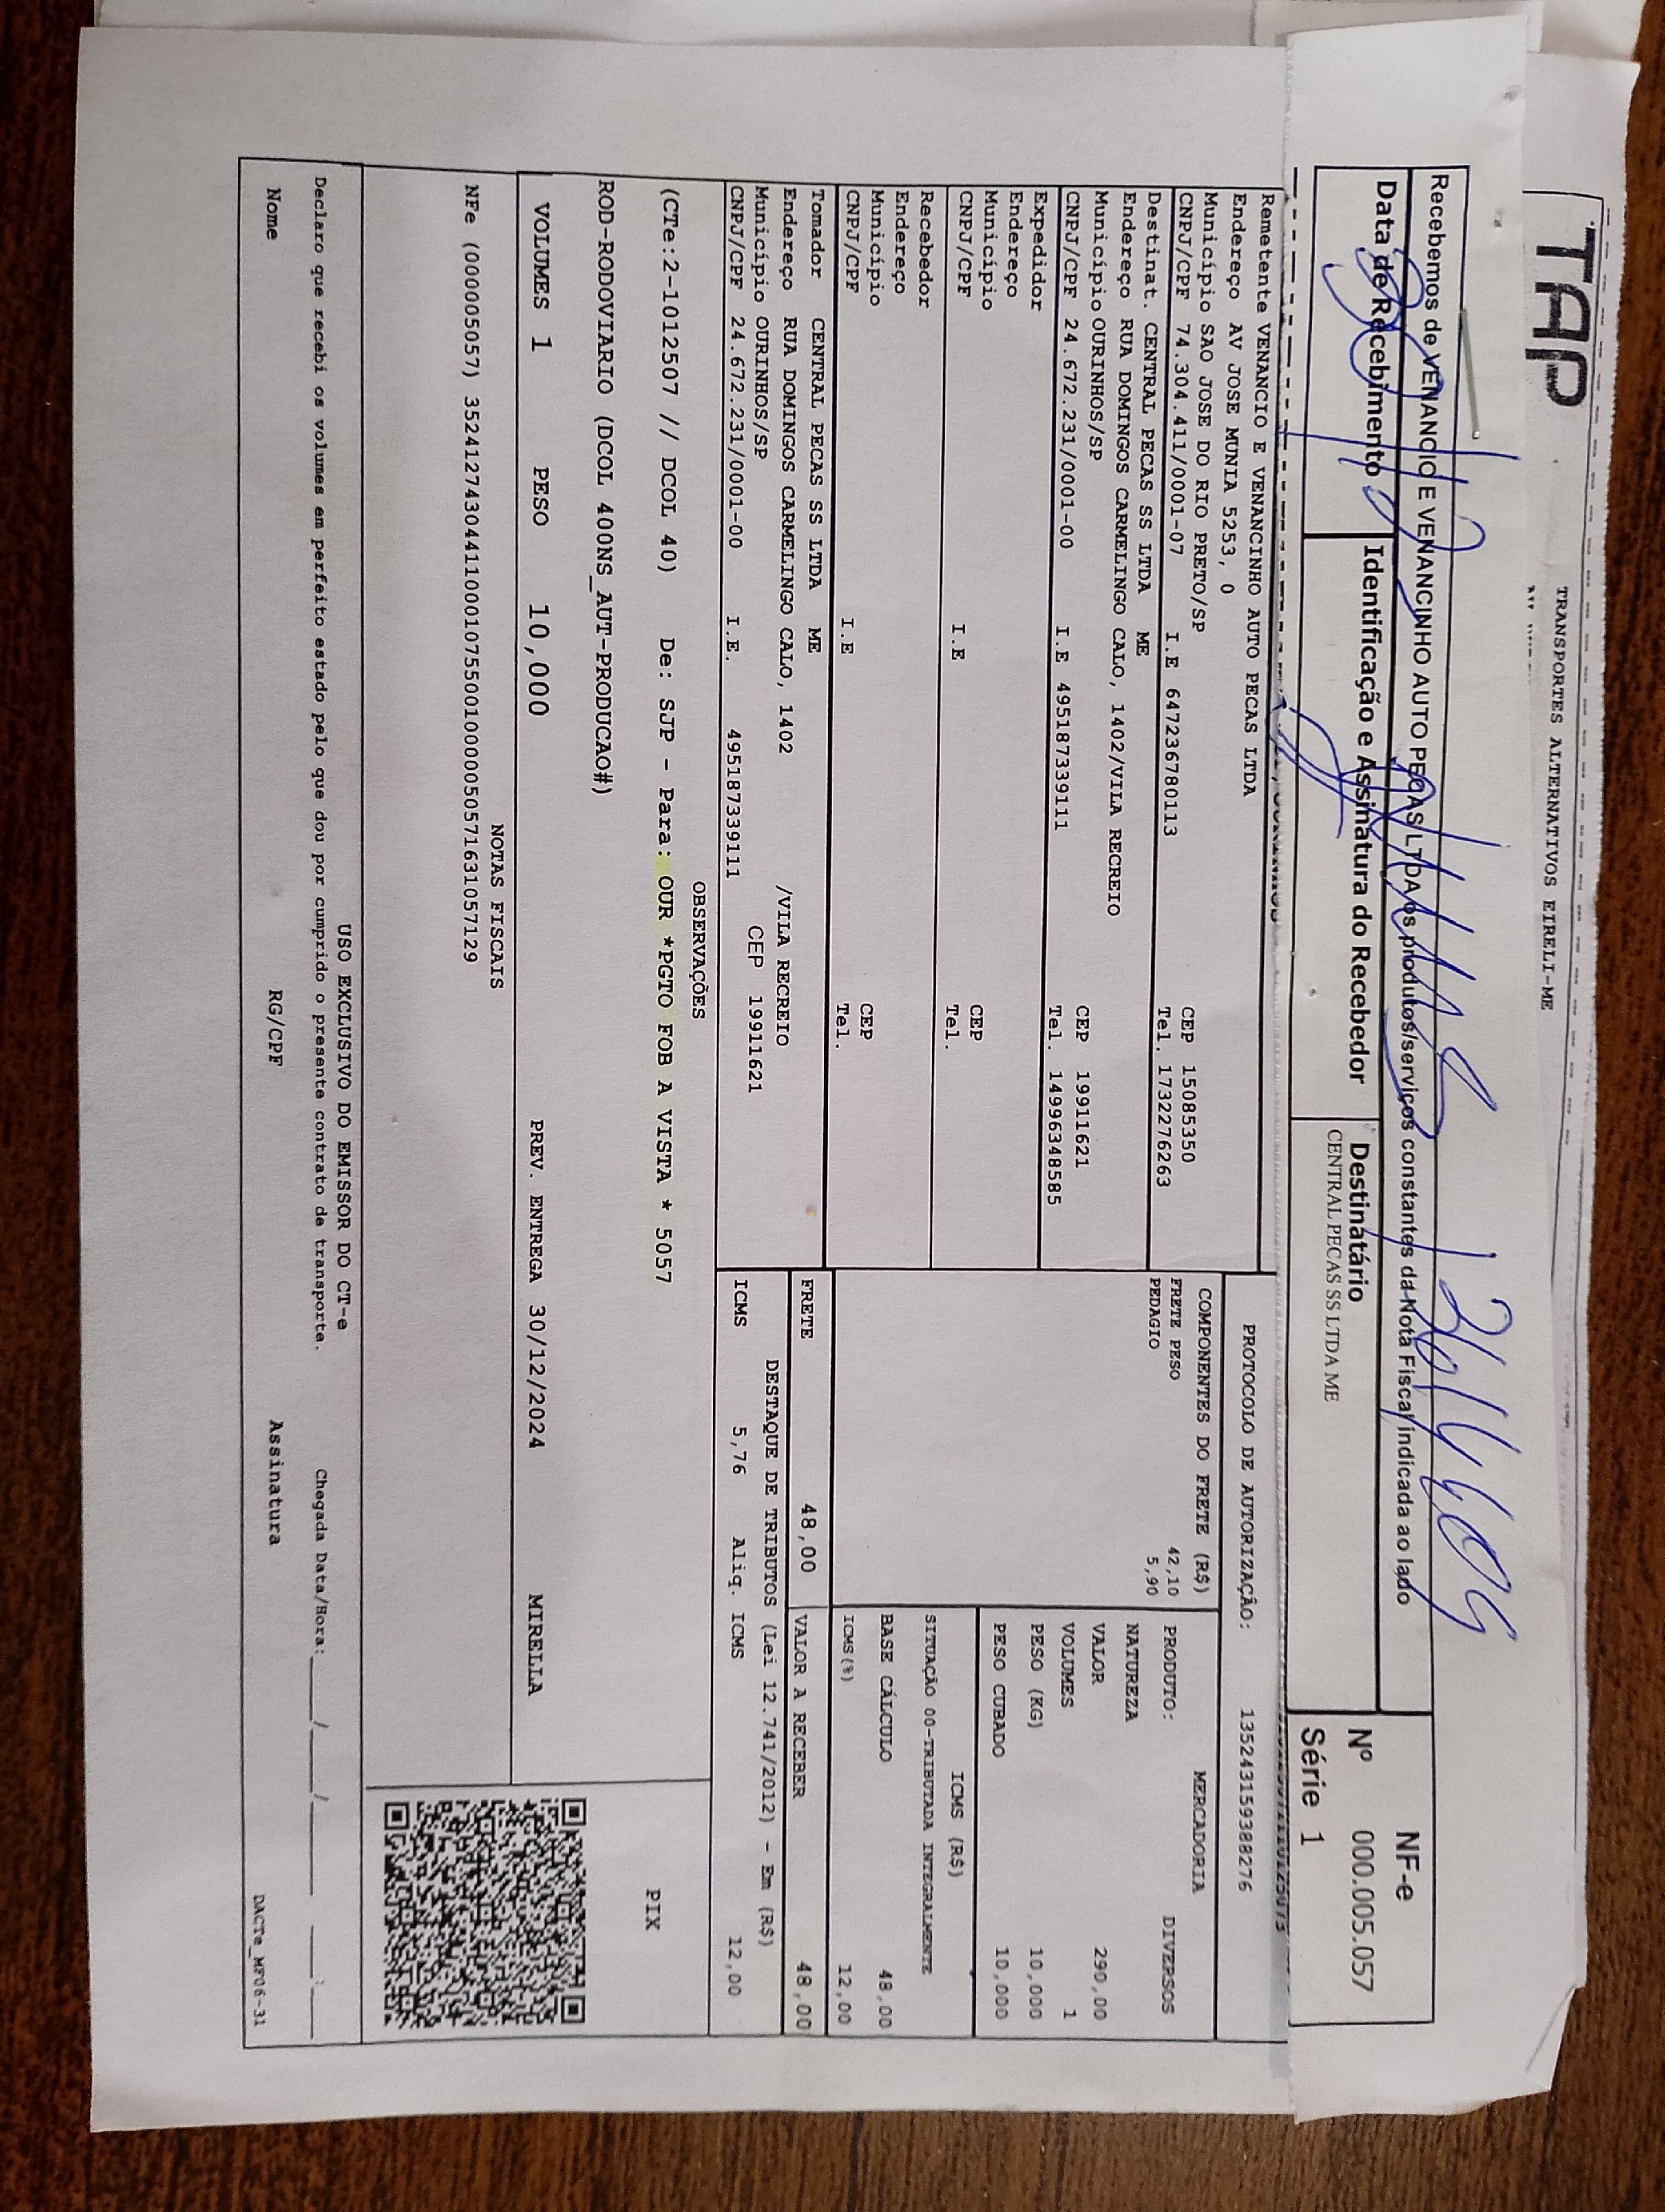 TAP
TRANSPORTES ALTERNATIVOS EIRELI-ME
Recebemos de VENANCIO E VENANCINHO AUTO PECAS LTDA os produtos/serviços constantes da Nota Fiscal indicada ao lado
Data de Recebimento
Identificação e Assinatura do Recebedor
Destinatário
CENTRAL PECAS SS LTDA ME
NF-e
Nº 000.005.057
Série 1
PROTOCOLO DE AUTORIZAÇÃO: 135243159388276
Remetente VENANCIO E VENANCINHO AUTO PECAS LTDA
Endereço AV JOSE MUNIA 5253, 0
Município SAO JOSE DO RIO PRETO/SP CEP 15085350
CNPJ/CPF 74.304.411/0001-07 I.E 647236780113 Tel. 1732276263
Destinat. CENTRAL PECAS SS LTDA ME
Endereço RUA DOMINGOS CARMELINGO CALO, 1402/VILA RECREIO
Município OURINHOS/SP CEP 19911621
CNPJ/CPF 24.672.231/0001-00 I.E 495187339111 Tel. 14996348585
Expedidor
Endereço
Município CEP
CNPJ/CPF I.E Tel.
Recebedor
Endereço
Município CEP
CNPJ/CPF I.E Tel.
Tomador CENTRAL PECAS SS LTDA ME
Endereço RUA DOMINGOS CARMELINGO CALO, 1402 /VILA RECREIO
Município OURINHOS/SP CEP 19911621
CNPJ/CPF 24.672.231/0001-00 I.E. 495187339111
COMPONENTES DO FRETE (R$)
FRETE PESO 42,10
PEDAGIO 5,90
MERCADORIA
PRODUTO: DIVERSOS
NATUREZA
VALOR 290,00
VOLUMES 1
PESO (KG) 10,000
PESO CUBADO 10,000
ICMS (R$)
SITUAÇÃO 00-TRIBUTADA INTEGRALMENTE
BASE CÁLCULO 48,00
ICMS(%) 12,00
FRETE 48,00
VALOR A RECEBER 48,00
DESTAQUE DE TRIBUTOS (Lei 12.741/2012) - Em (R$)
ICMS 5,76 Aliq. ICMS 12,00
OBSERVAÇÕES
(CTe:2-1012507 // DCOL 40) De: SJP - Para: OUR *PGTO FOB A VISTA * 5057
ROD-RODOVIARIO (DCOL 400NS_AUT-PRODUCAO#)
PIX
VOLUMES 1 PESO 10,000 PREV. ENTREGA 30/12/2024 MIRELLA
NOTAS FISCAIS
NFe (000005057) 35241274304411000107550010000050571631057129
USO EXCLUSIVO DO EMISSOR DO CT-e
Declaro que recebi os volumes em perfeito estado pelo que dou por cumprido o presente contrato de transporte. Chegada Data/Hora: ____/____/____ ___:___
Nome RG/CPF Assinatura
DACTe_MF06-31